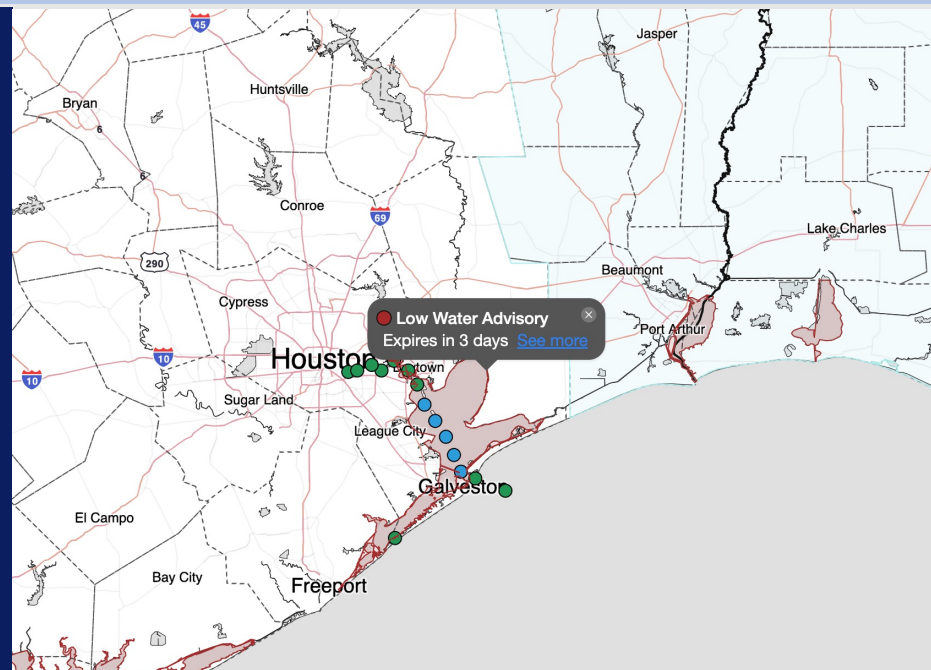 45
Jasper
Huntsville
Bryan
6
6
Conroe
69
Lake Charles
290
Beaumont
Cypress
Low Water Advisory
Expires in 3 days See more
Port Arthur
Houston
10
10
Sugar Land
League City
Galveston
El Campo
Bay City
Freeport